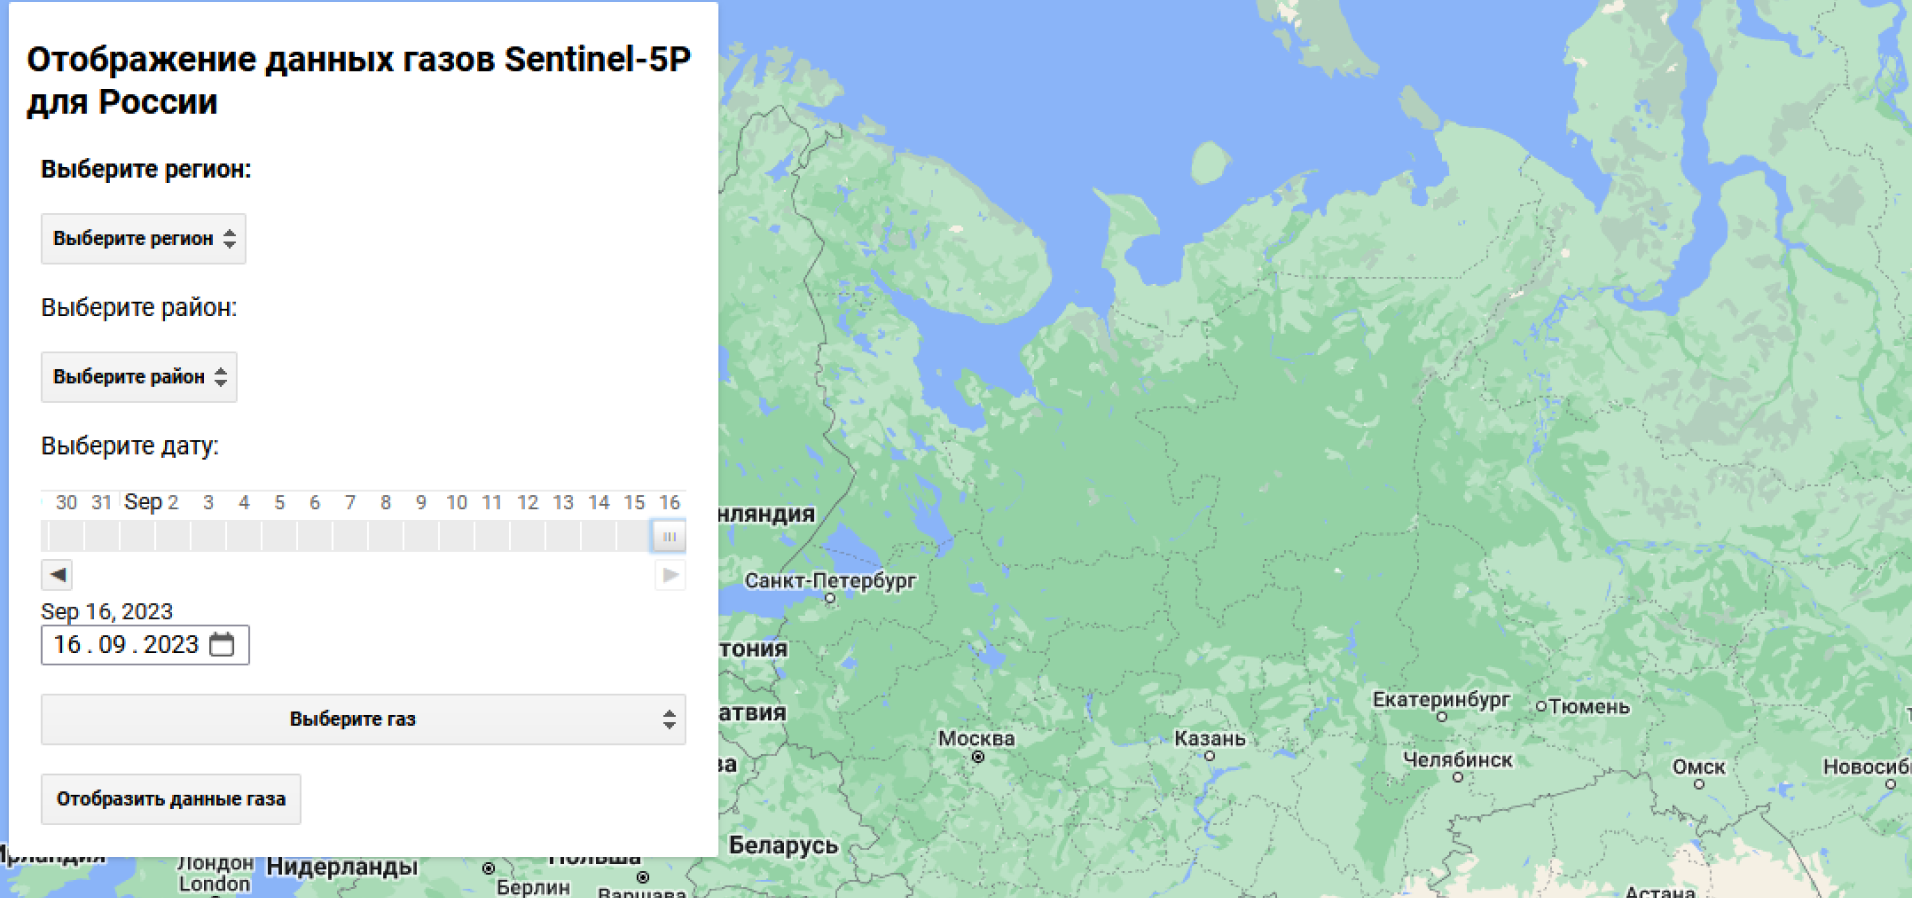 Отображение данных газов Sentinel-5P
для России
Выберите регион:
Выберите регион
Выберите район:
Выберите район
Выберите дату:
30 31 Sep 2 3 4 5 6 7 8 9 10 11 12 13 14 15 16
Sep 16, 2023
16.09.2023
Выберите газ
Отобразить данные газа
нляндия
Санкт-Петербург
тония
атвия
Екатеринбург
Тюмень
Москва
Казань
ва
Челябинск
Омск
Новосиб
Беларусь
Ирландия
Лондон
London
Нидерланды
Берлин
Польша
Варшава
Астана